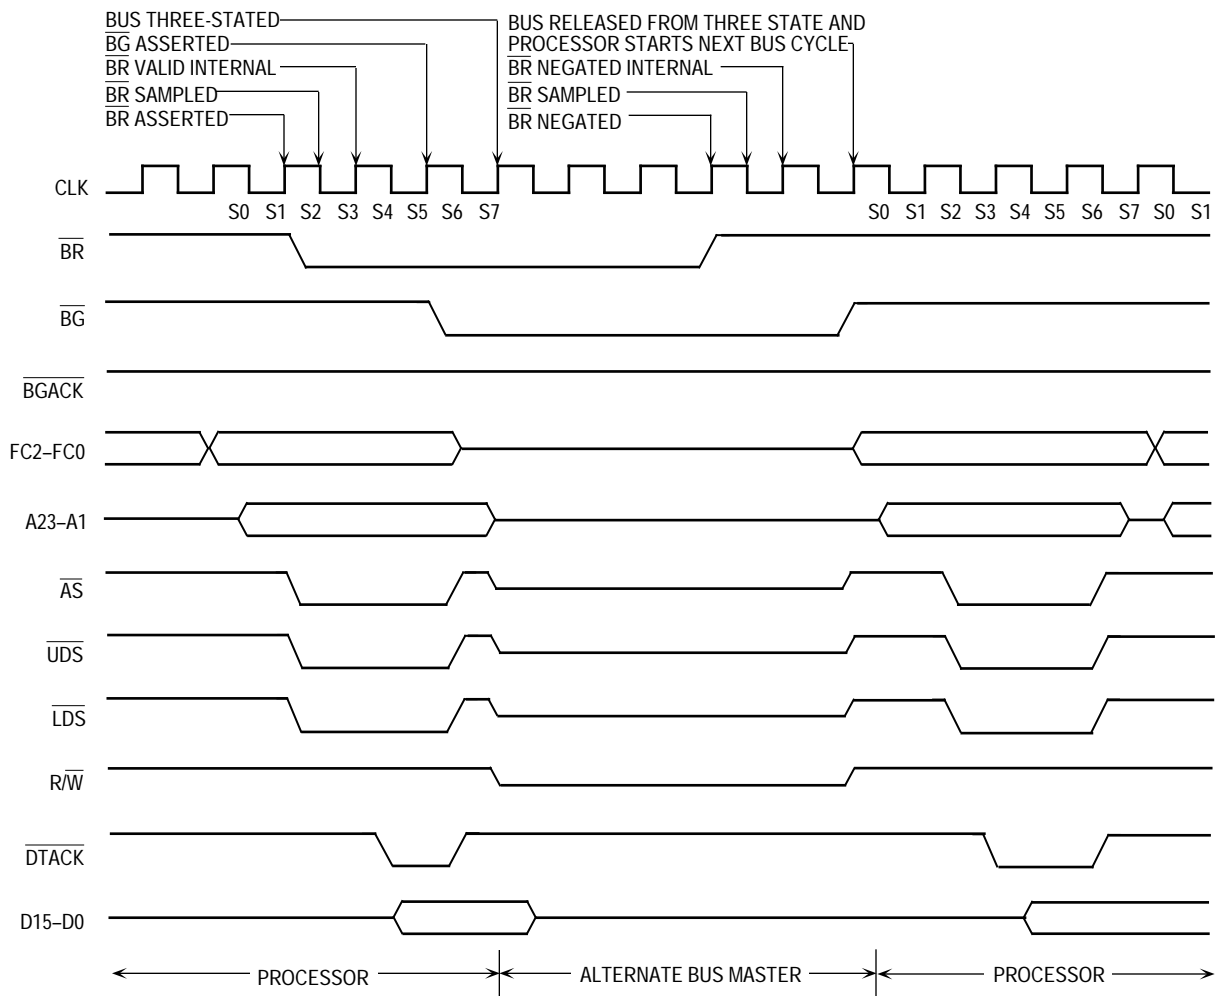 BUS THREE-STATED
BG ASSERTED
BR VALID INTERNAL
BR SAMPLED
BR ASSERTED
BUS RELEASED FROM THREE STATE AND
PROCESSOR STARTS NEXT BUS CYCLE
BR NEGATED INTERNAL
BR SAMPLED
BR NEGATED
CLK
S0 S1 S2 S3 S4 S5 S6 S7 S0 S1 S2 S3 S4 S5 S6 S7 S0 S1
BR
BG
BGACK
FC2–FC0
A23–A1
AS
UDS
LDS
R/W
DTACK
D15–D0
PROCESSOR ALTERNATE BUS MASTER PROCESSOR